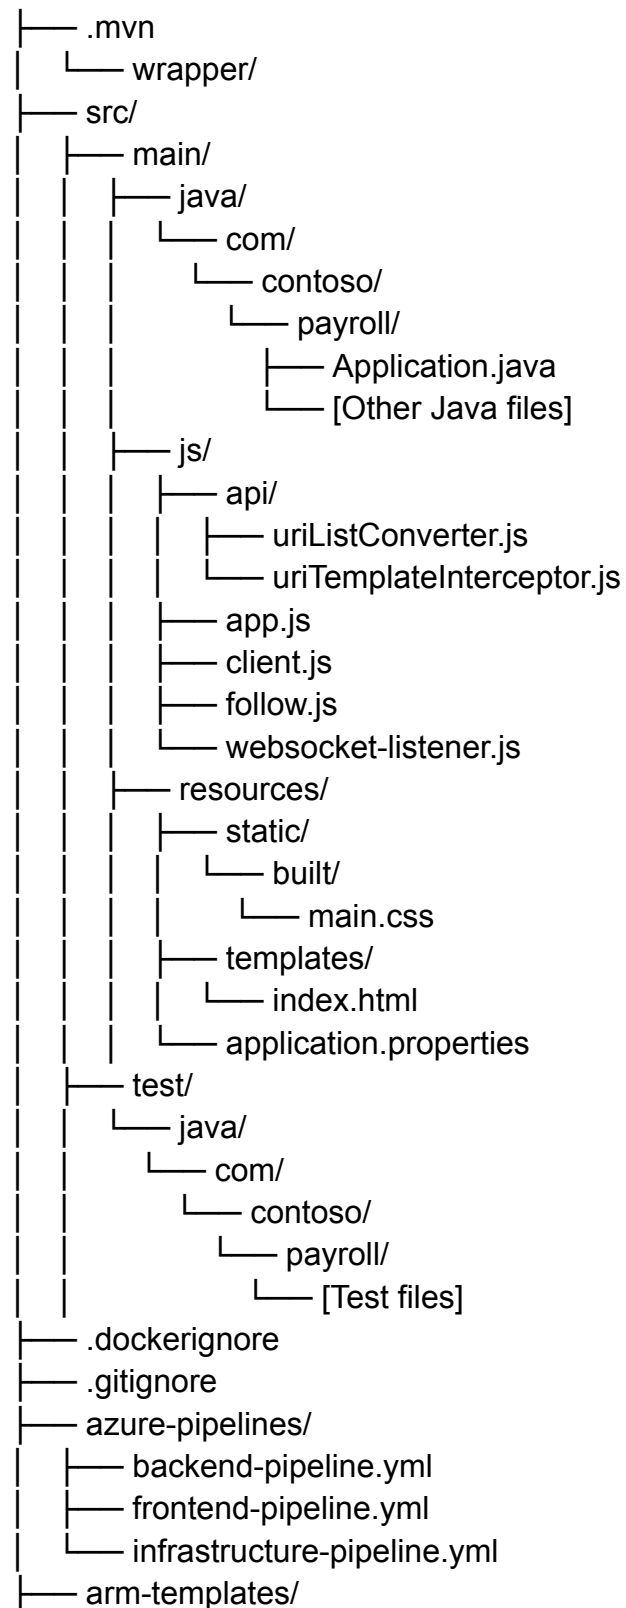 ├── .mvn
│   └── wrapper/
├── src/
│   ├── main/
│   │   ├── java/
│   │   │   └── com/
│   │   │       └── contoso/
│   │   │           └── payroll/
│   │   │               ├── Application.java
│   │   │               └── [Other Java files]
│   │   ├── js/
│   │   │   ├── api/
│   │   │   │   ├── uriListConverter.js
│   │   │   │   └── uriTemplateInterceptor.js
│   │   │   ├── app.js
│   │   │   ├── client.js
│   │   │   ├── follow.js
│   │   │   └── websocket-listener.js
│   │   ├── resources/
│   │   │   ├── static/
│   │   │   │   └── built/
│   │   │   │       └── main.css
│   │   │   ├── templates/
│   │   │   │   └── index.html
│   │   │   └── application.properties
│   ├── test/
│   │   └── java/
│   │       └── com/
│   │           └── contoso/
│   │               └── payroll/
│   │                   └── [Test files]
├── .dockerignore
├── .gitignore
├── azure-pipelines/
│   ├── backend-pipeline.yml
│   ├── frontend-pipeline.yml
│   └── infrastructure-pipeline.yml
├── arm-templates/